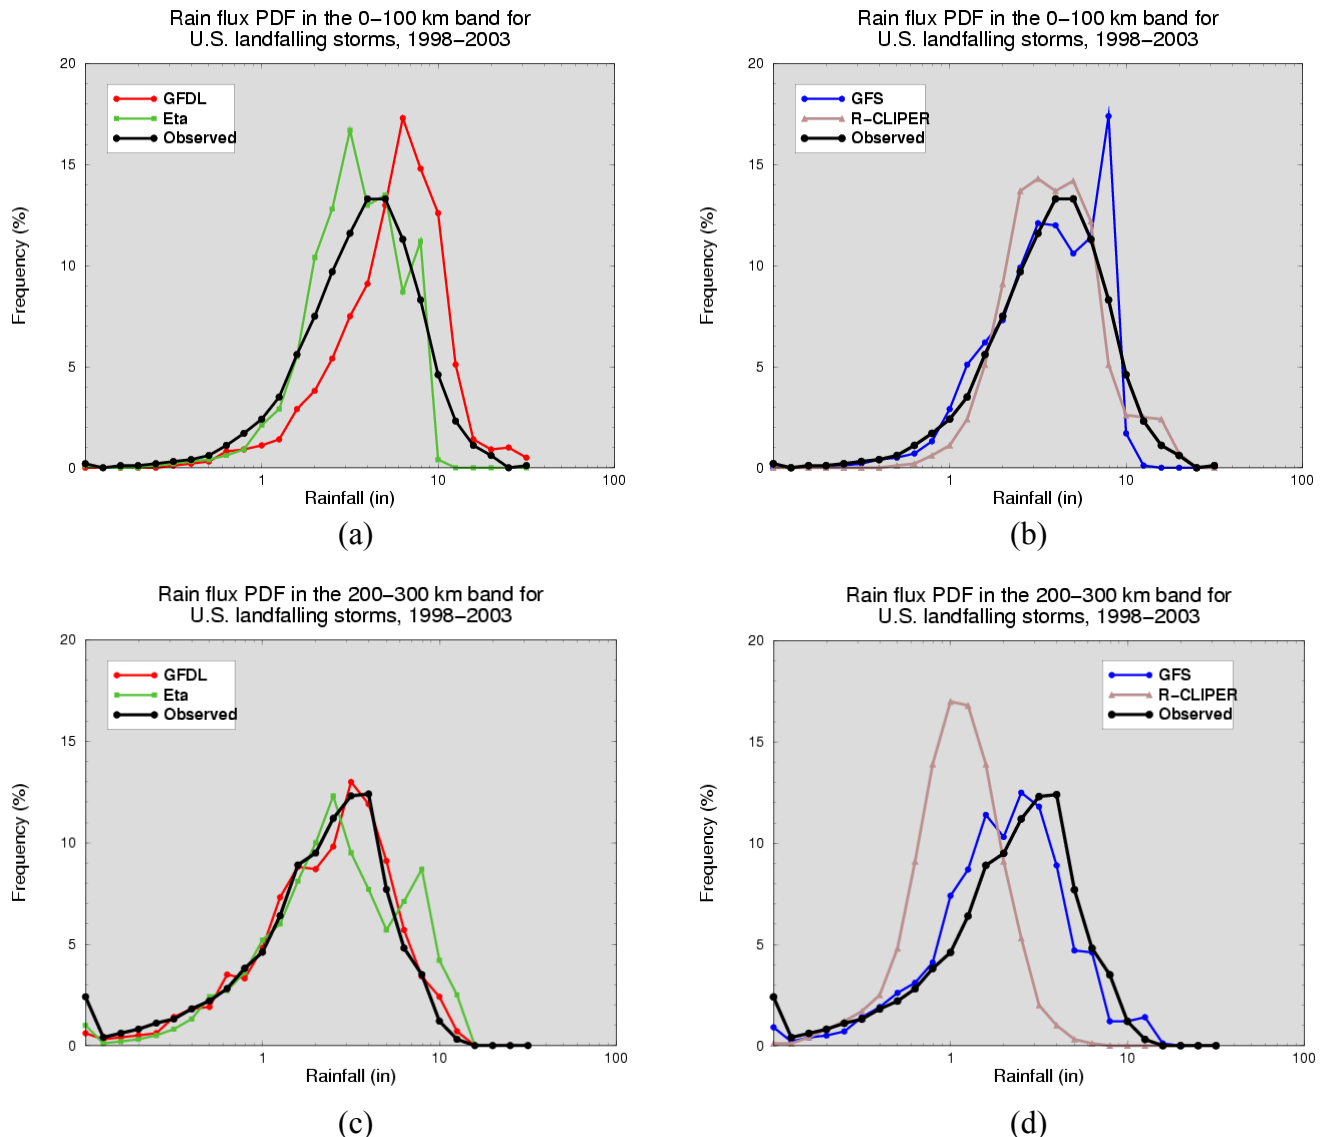 Rain flux PDF in the 0–100 km band for
U.S. landfalling storms, 1998–2003
20
15
10
5
0
Frequency (%)
GFDL
Eta
Observed
1
10
100
Rainfall (in)
(a)
Rain flux PDF in the 0–100 km band for
U.S. landfalling storms, 1998–2003
20
15
10
5
0
Frequency (%)
GFS
R–CLIPER
Observed
1
10
100
Rainfall (in)
(b)
Rain flux PDF in the 200–300 km band for
U.S. landfalling storms, 1998–2003
20
15
10
5
0
Frequency (%)
GFDL
Eta
Observed
1
10
100
Rainfall (in)
(c)
Rain flux PDF in the 200–300 km band for
U.S. landfalling storms, 1998–2003
20
15
10
5
0
Frequency (%)
GFS
R–CLIPER
Observed
1
10
100
Rainfall (in)
(d)